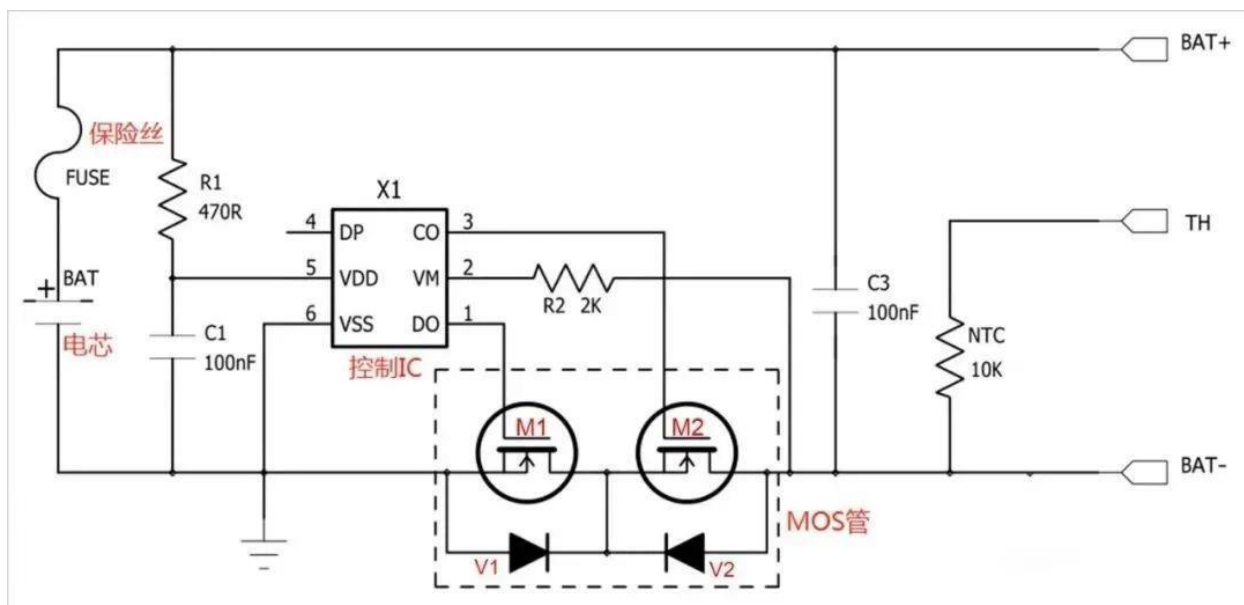 BAT+
保险丝
FUSE
R1
470R
X1
TH
4 DP CO 3
BAT
5 VDD VM 2
R2 2K
C3
100nF
6 VSS DO 1
C1
100nF
电芯
控制IC
NTC
10K
M1
M2
BAT-
MOS管
V1
V2